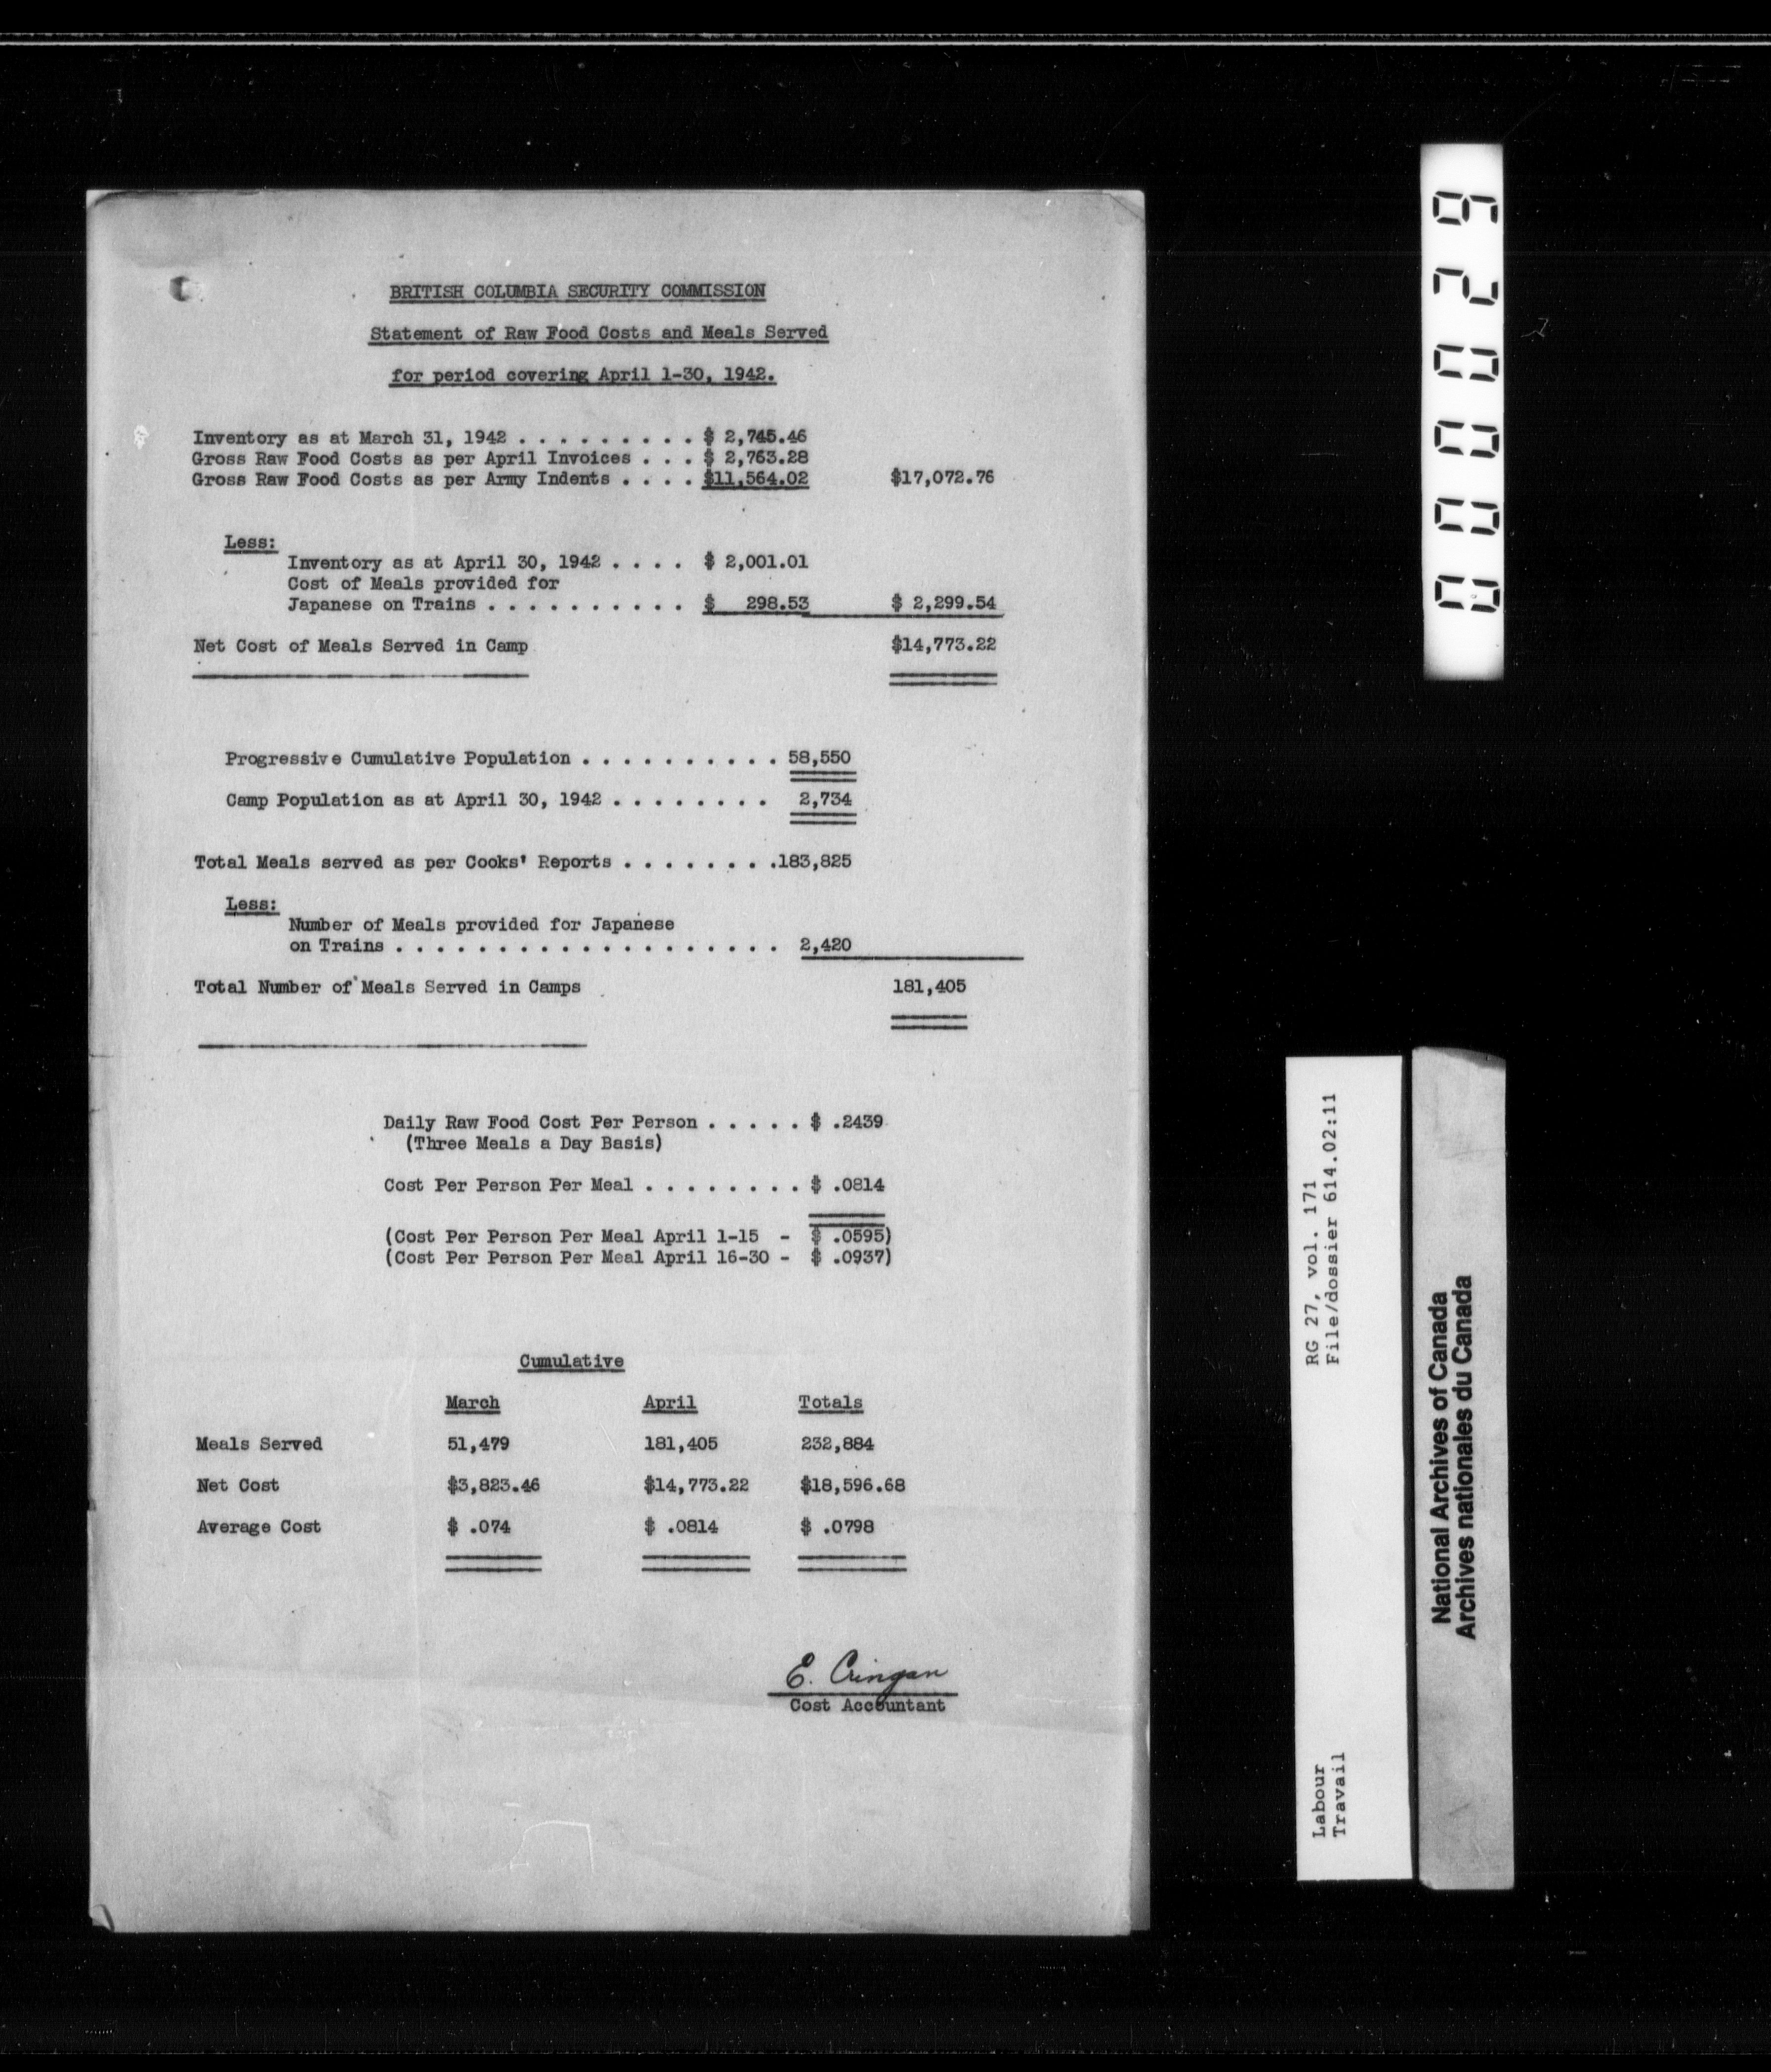 BRITISH COLUMBIA SECURITY COMMISSION
Statement of Raw Food Costs and Meals Served
for period covering April 1-30, 1942.
Inventory as at March 31, 1942 . . . . . . . . . $ 2,745.46
Gross Raw Food Costs as per April Invoices . . . $ 2,763.28
Gross Raw Food Costs as per Army Indents . . . . $11,564.02 $17,072.76
Less:
Inventory as at April 30, 1942 . . . . $ 2,001.01
Cost of Meals provided for
Japanese on Trains . . . . . . . . . . $ 298.53 $ 2,299.54
Net Cost of Meals Served in Camp $14,773.22
Progressive Cumulative Population . . . . . . . . . . 58,550
Camp Population as at April 30, 1942 . . . . . . . . 2,734
Total Meals served as per Cooks' Reports . . . . . . . .183,825
Less:
Number of Meals provided for Japanese
on Trains . . . . . . . . . . . . . . . . . . . 2,420
Total Number of Meals Served in Camps 181,405
Daily Raw Food Cost Per Person . . . . . $ .2439
(Three Meals a Day Basis)
Cost Per Person Per Meal . . . . . . . . $ .0814
(Cost Per Person Per Meal April 1-15 - $ .0595)
(Cost Per Person Per Meal April 16-30 - $ .0937)
Cumulative
March April Totals
Meals Served 51,479 181,405 232,884
Net Cost $3,823.46 $14,773.22 $18,596.68
Average Cost $ .074 $ .0814 $ .0798
E. Cringan
Cost Accountant
000029
RG 27, vol. 171
File/dossier 614.02:11
Labour
Travail
National Archives of Canada
Archives nationales du Canada